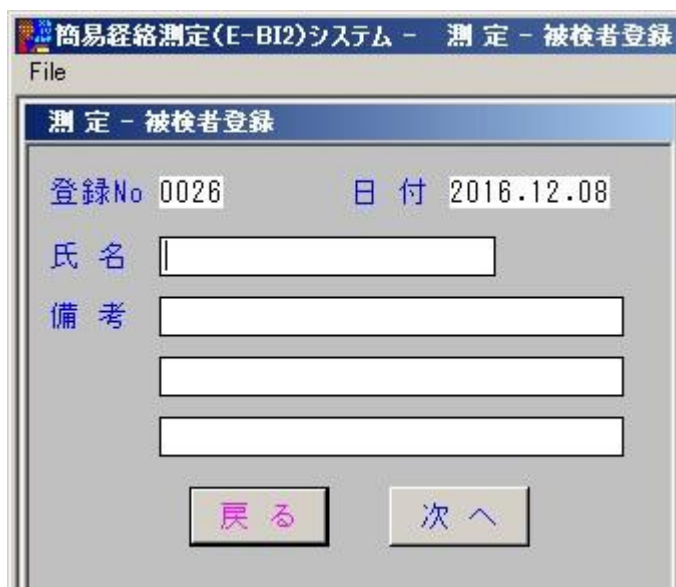 簡易経絡測定(E-BI2)システム - 測 定 - 被検者登録
File
測 定 - 被検者登録
登録No 0026 日 付 2016.12.08
氏 名
備 考
戻 る 次 へ